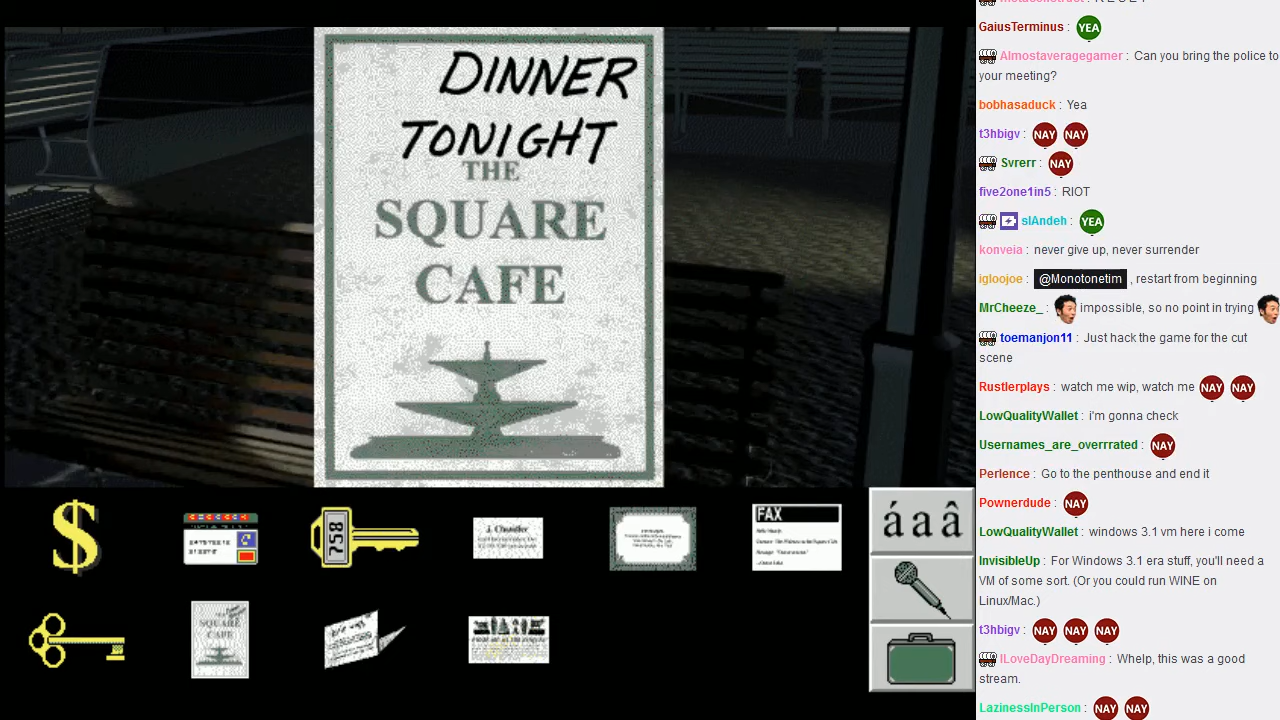 DINNER
TONIGHT
THE
SQUARE
CAFE
FAX
758
J. Chandler
SQUARE
CAFE
á a â
GaiusTerminus : YEA
Almostaveragegamer : Can you bring the police to
your meeting?
bobhasaduck : Yea
t3hbigv : NAY NAY
Svrerr : NAY
five2one1in5 : RIOT
slAndeh : YEA
konveia : never give up, never surrender
igloojoe : @Monotonetim , restart from beginning
MrCheeze_ : impossible, so no point in trying
toemanjon11 : Just hack the game for the cut
scene
Rustlerplays : watch me wip, watch me NAY NAY
LowQualityWallet : i'm gonna check
Usernames_are_overrrated : NAY
Perlence : Go to the penthouse and end it
Pownerdude : NAY
LowQualityWallet : windows 3.1 hm
InvisibleUp : For Windows 3.1 era stuff, you'll need a
VM of some sort. (Or you could run WINE on
Linux/Mac.)
t3hbigv : NAY NAY NAY
ILoveDayDreaming : Whelp, this was a good
stream.
LazinessInPerson : NAY NAY